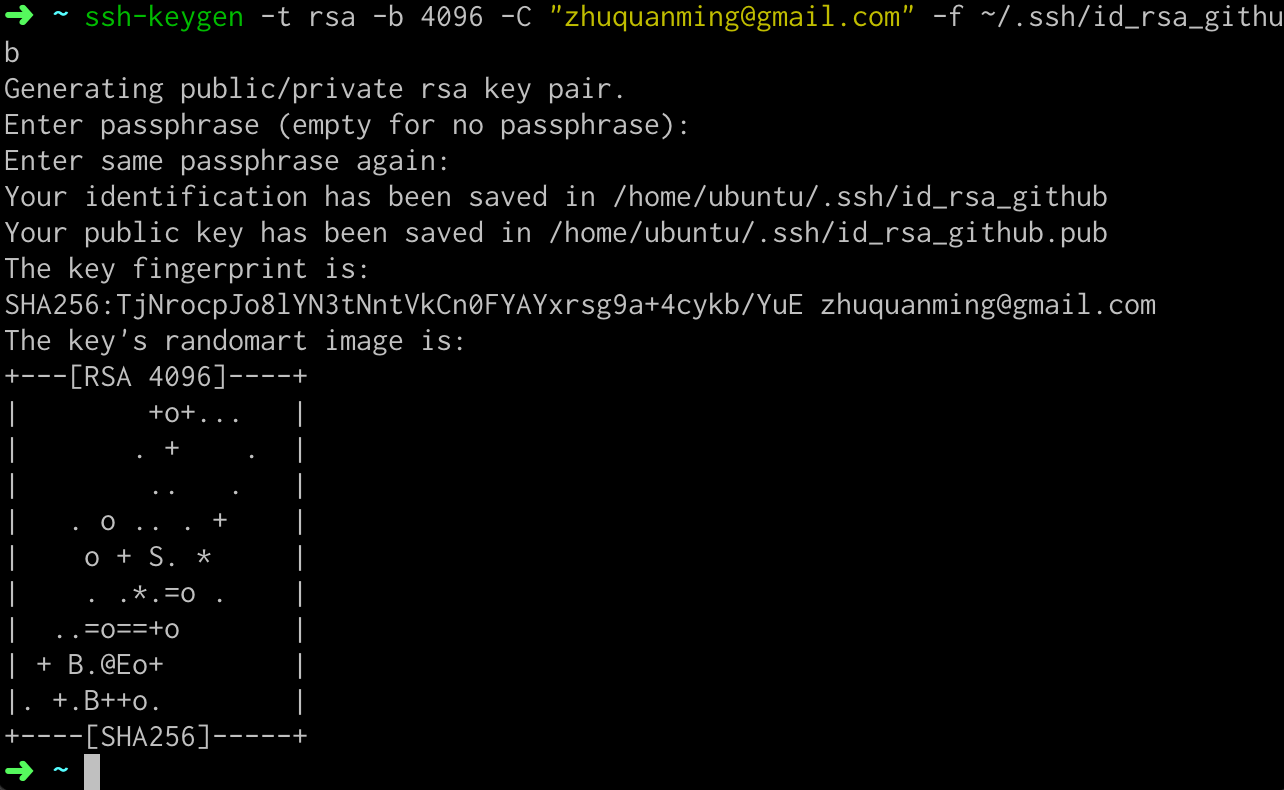 ➜  ~ ssh-keygen -t rsa -b 4096 -C "zhuquanming@gmail.com" -f ~/.ssh/id_rsa_githu
b
Generating public/private rsa key pair.
Enter passphrase (empty for no passphrase):
Enter same passphrase again:
Your identification has been saved in /home/ubuntu/.ssh/id_rsa_github
Your public key has been saved in /home/ubuntu/.ssh/id_rsa_github.pub
The key fingerprint is:
SHA256:TjNrocpJo8lYN3tNntVkCn0FYAYxrsg9a+4cykb/YuE zhuquanming@gmail.com
The key's randomart image is:
+---[RSA 4096]----+
|        +o+...   |
|       . +    .  |
|        ..   .   |
|   . o .. . +    |
|    o + S. *     |
|    . .*.=o .    |
|  ..=o==+o       |
| + B.@Eo+        |
|. +.B++o.        |
+----[SHA256]-----+
➜  ~